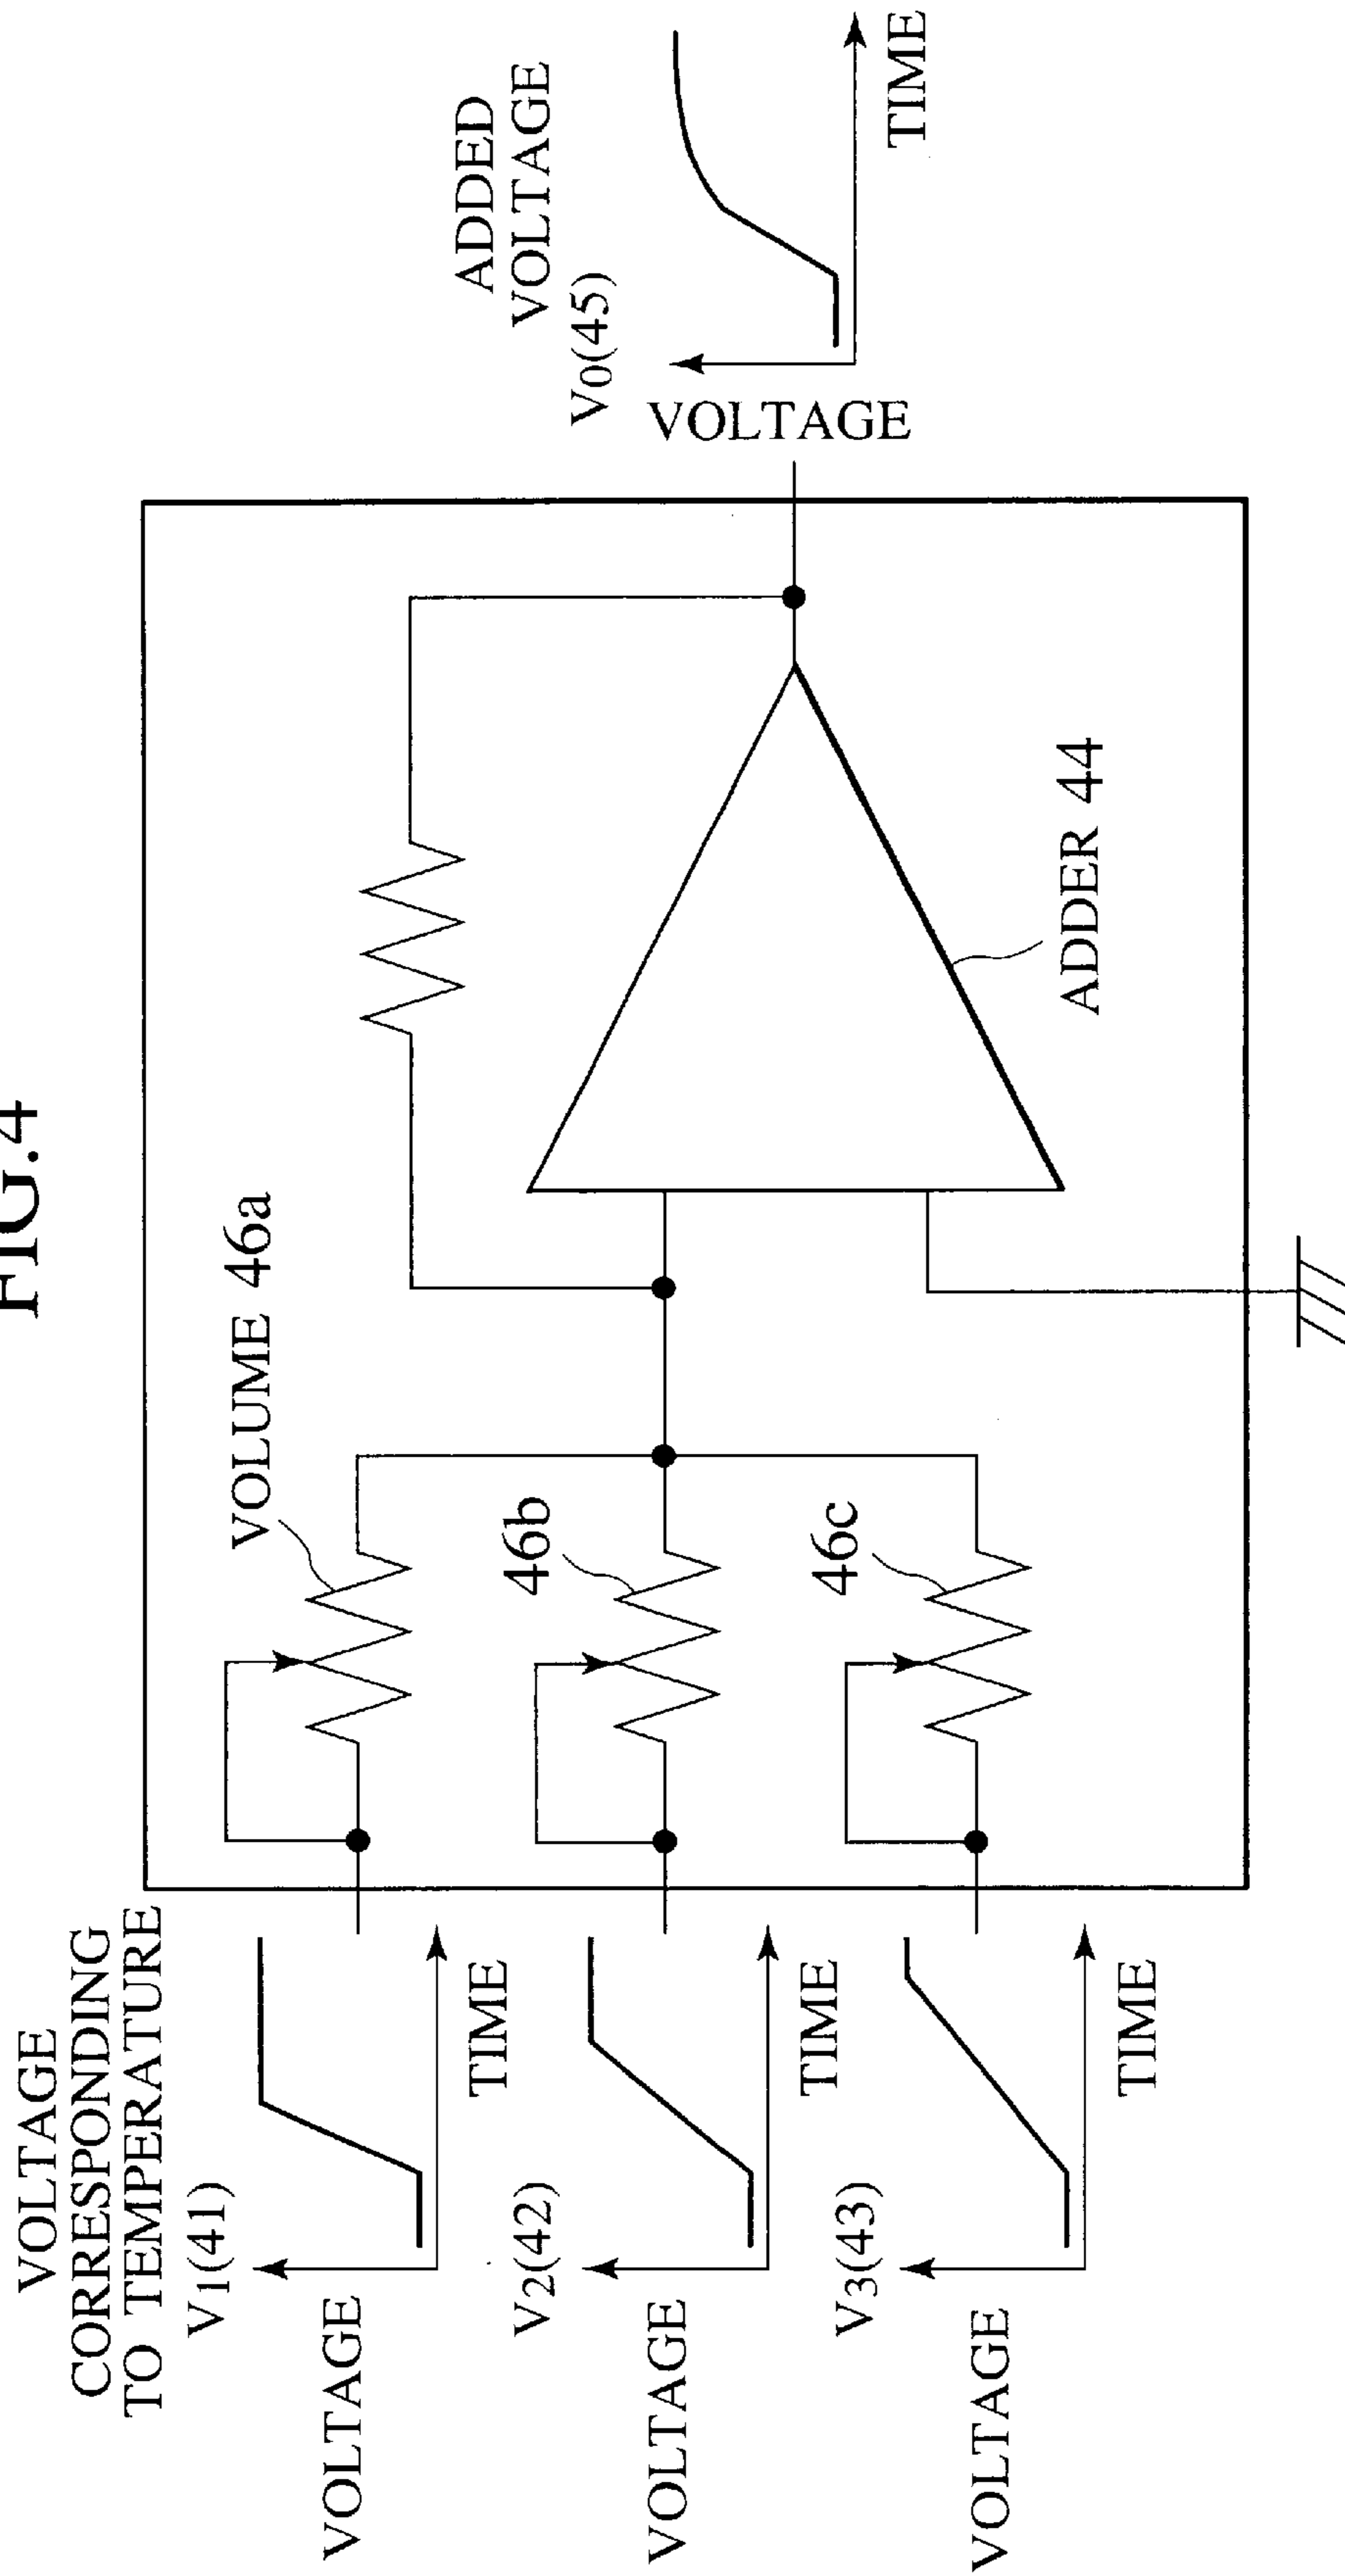 FIG.4
VOLTAGE
CORRESPONDING
TO TEMPERATURE
V1(41)
VOLTAGE
TIME
V2(42)
VOLTAGE
TIME
V3(43)
VOLTAGE
TIME
VOLUME 46a
46b
46c
ADDER 44
ADDED
VOLTAGE
V0(45)
VOLTAGE
TIME